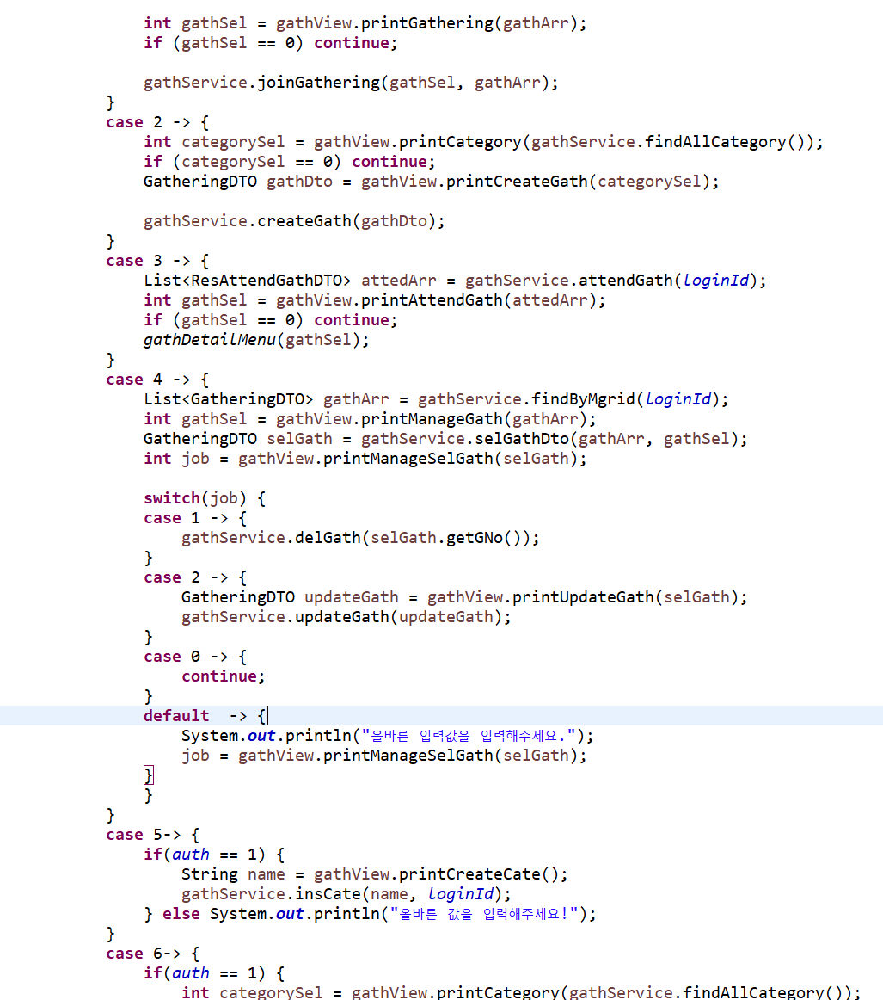 int gathSel = gathView.printGathering(gathArr);
if (gathSel == 0) continue;
gathService.joinGathering(gathSel, gathArr);
}
case 2 -> {
int categorySel = gathView.printCategory(gathService.findAllCategory());
if (categorySel == 0) continue;
GatheringDTO gathDto = gathView.printCreateGath(categorySel);
gathService.createGath(gathDto);
}
case 3 -> {
List<ResAttendGathDTO> attedArr = gathService.attendGath(loginId);
int gathSel = gathView.printAttendGath(attedArr);
if (gathSel == 0) continue;
gathDetailMenu(gathSel);
}
case 4 -> {
List<GatheringDTO> gathArr = gathService.findByMgrid(loginId);
int gathSel = gathView.printManageGath(gathArr);
GatheringDTO selGath = gathService.selGathDto(gathArr, gathSel);
int job = gathView.printManageSelGath(selGath);
switch(job) {
case 1 -> {
gathService.delGath(selGath.getGNo());
}
case 2 -> {
GatheringDTO updateGath = gathView.printUpdateGath(selGath);
gathService.updateGath(updateGath);
}
case 0 -> {
continue;
}
default  -> {
System.out.println("올바른 입력값을 입력해주세요.");
job = gathView.printManageSelGath(selGath);
}
}
}
case 5-> {
if(auth == 1) {
String name = gathView.printCreateCate();
gathService.insCate(name, loginId);
} else System.out.println("올바른 값을 입력해주세요!");
}
case 6-> {
if(auth == 1) {
int categorySel = gathView.printCategory(gathService.findAllCategory());